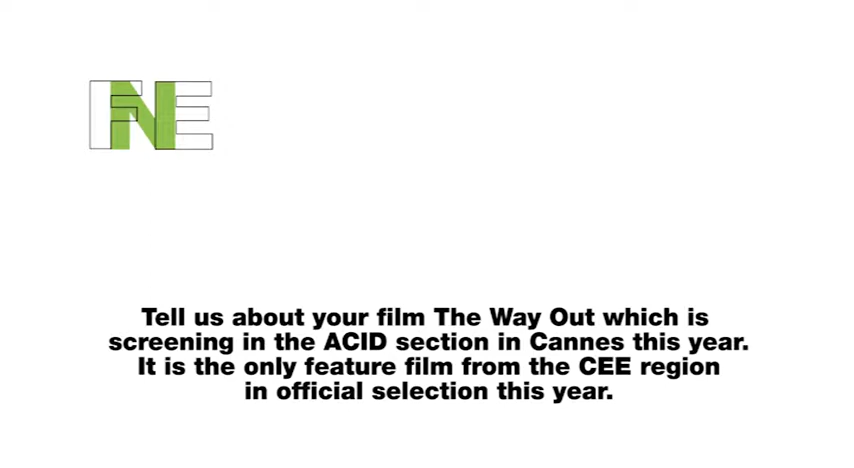 FNE
Tell us about your film The Way Out which is
screening in the ACID section in Cannes this year.
It is the only feature film from the CEE region
in official selection this year.